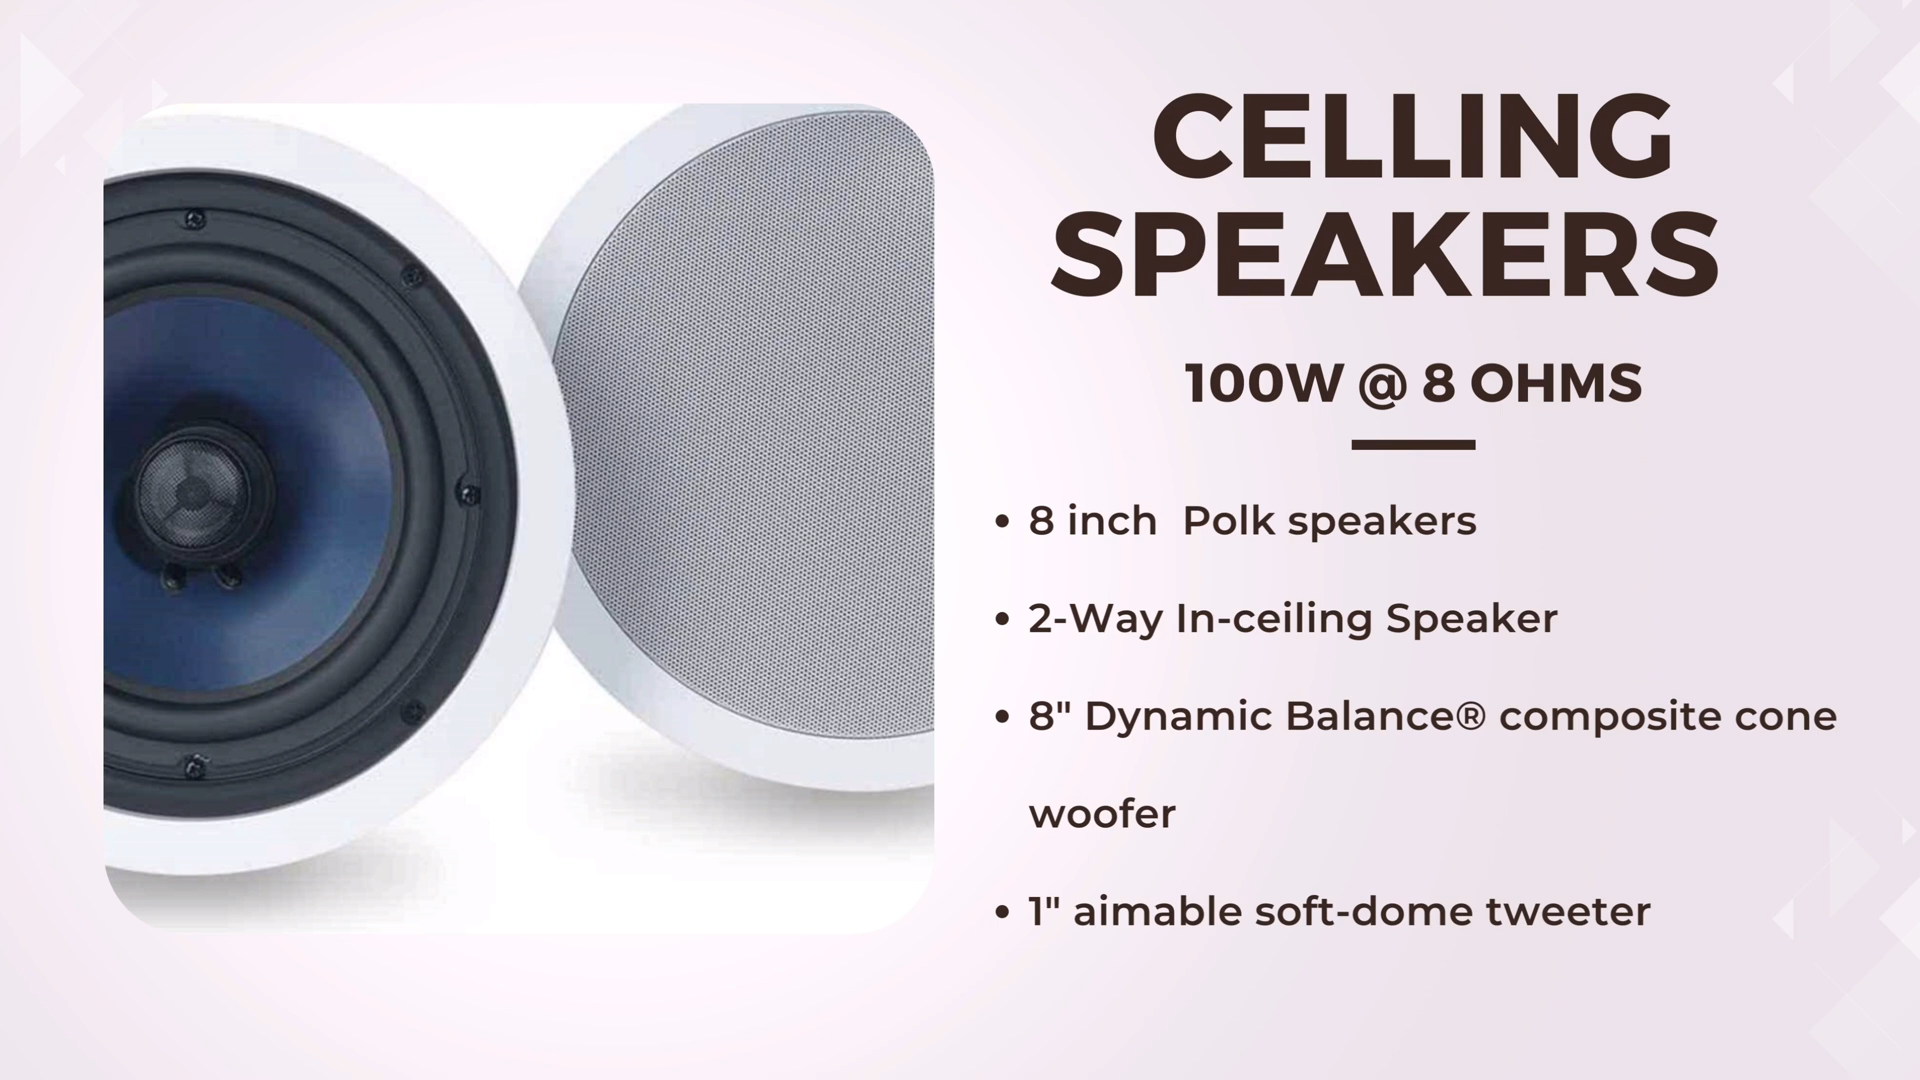 CELLING
SPEAKERS
100W @ 8 OHMS
• 8 inch  Polk speakers
• 2-Way In-ceiling Speaker
• 8" Dynamic Balance® composite cone
woofer
• 1" aimable soft-dome tweeter